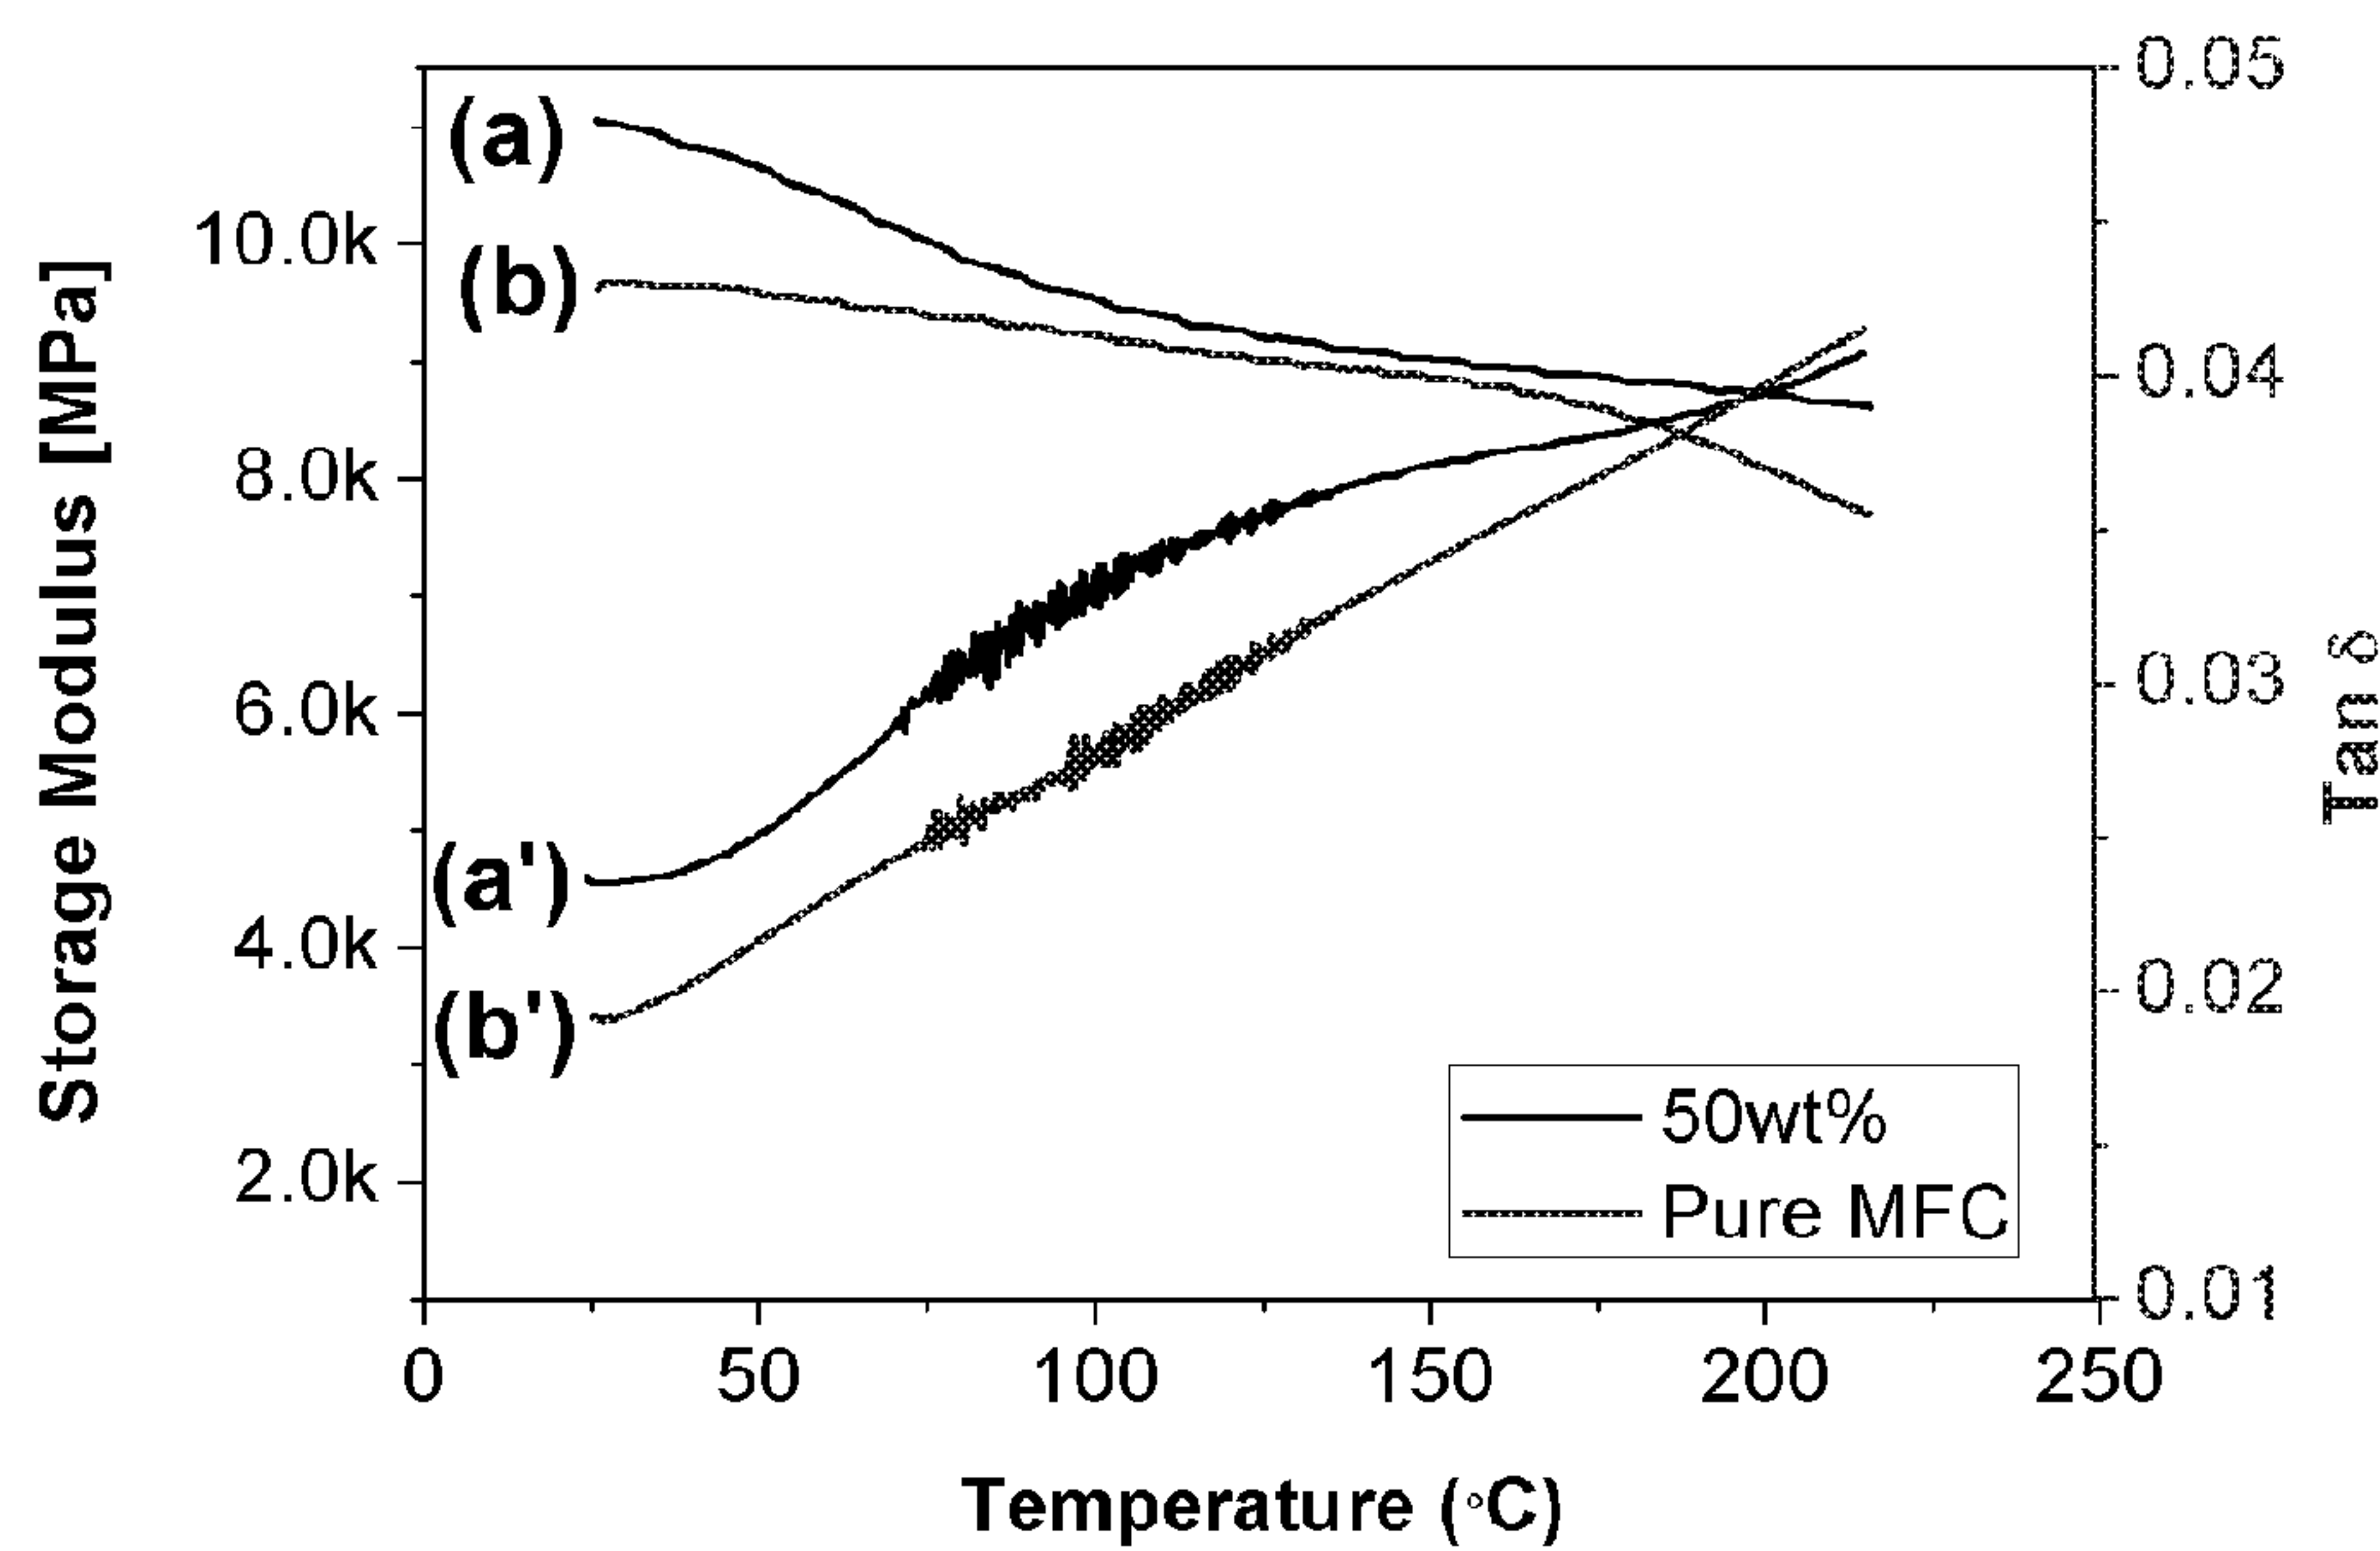 Storage Modulus [MPa]
10.0k
8.0k
6.0k
4.0k
2.0k
(a)
(b)
(a')
(b')
50wt%
Pure MFC
0.05
0.04
0.03
0.02
0.01
Tan δ
0
50
100
150
200
250
Temperature (°C)